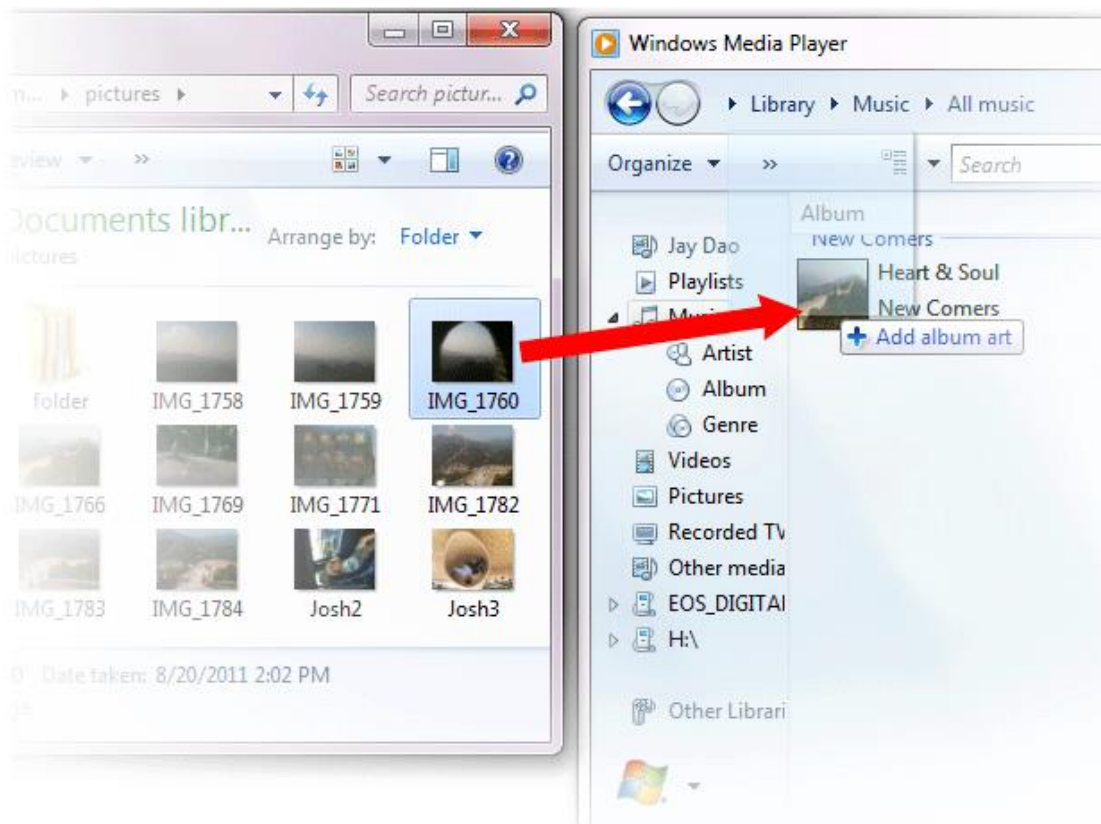 pictures
Search pictur...
»
Documents libr...
pictures
Arrange by: Folder
folder
IMG_1758
IMG_1759
IMG_1760
IMG_1766
IMG_1769
IMG_1771
IMG_1782
IMG_1783
IMG_1784
Josh2
Josh3
Date taken: 8/20/2011 2:02 PM
Windows Media Player
Library Music All music
Organize » Search
Album
Jay Dao
Playlists
Artist
Album
Genre
Videos
Pictures
Recorded TV
Other media
EOS_DIGITAL
H:\
Other Librari
New Comers
Heart & Soul
New Comers
Add album art